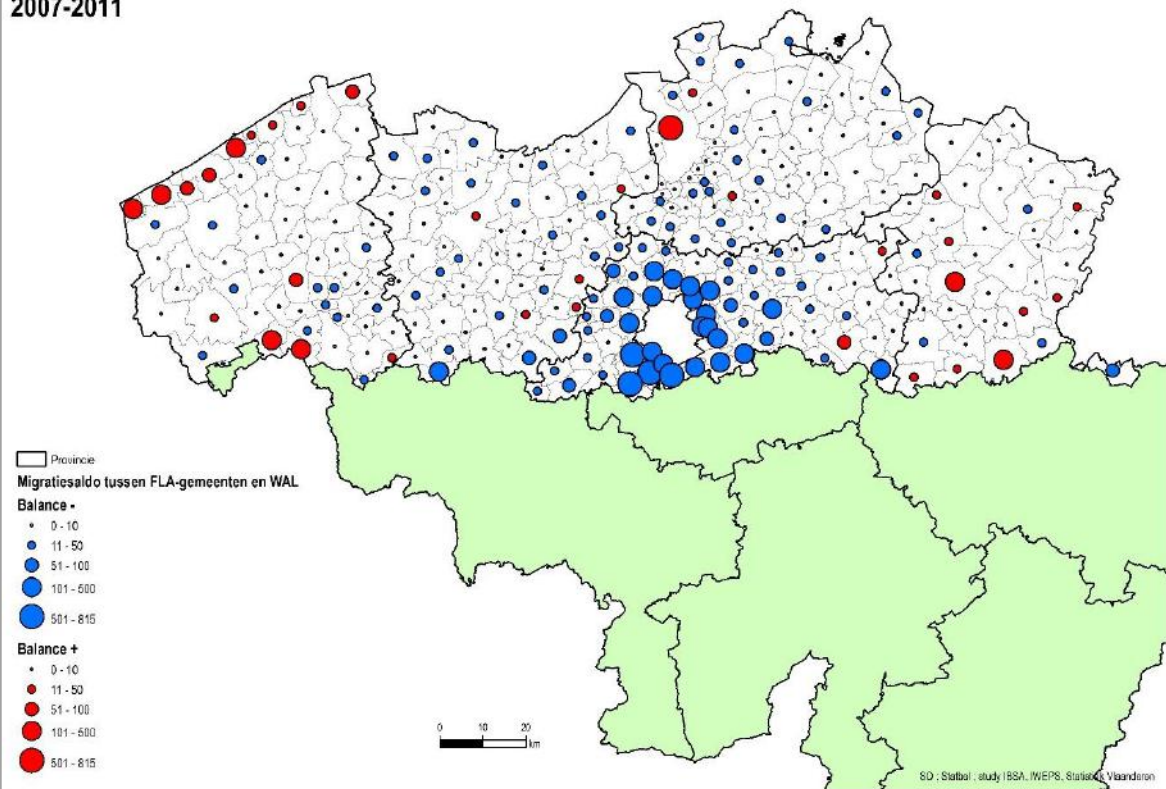 2007-2011
Provincie
Migratiesaldo tussen FLA-gemeenten en WAL
Balance -
0 - 10
11 - 50
51 - 100
101 - 500
501 - 815
Balance +
0 - 10
11 - 50
51 - 100
101 - 500
501 - 815
0 10 20
km
SD : Statbel ; study IBSA, IWEPS, Statistiek Vlaanderen